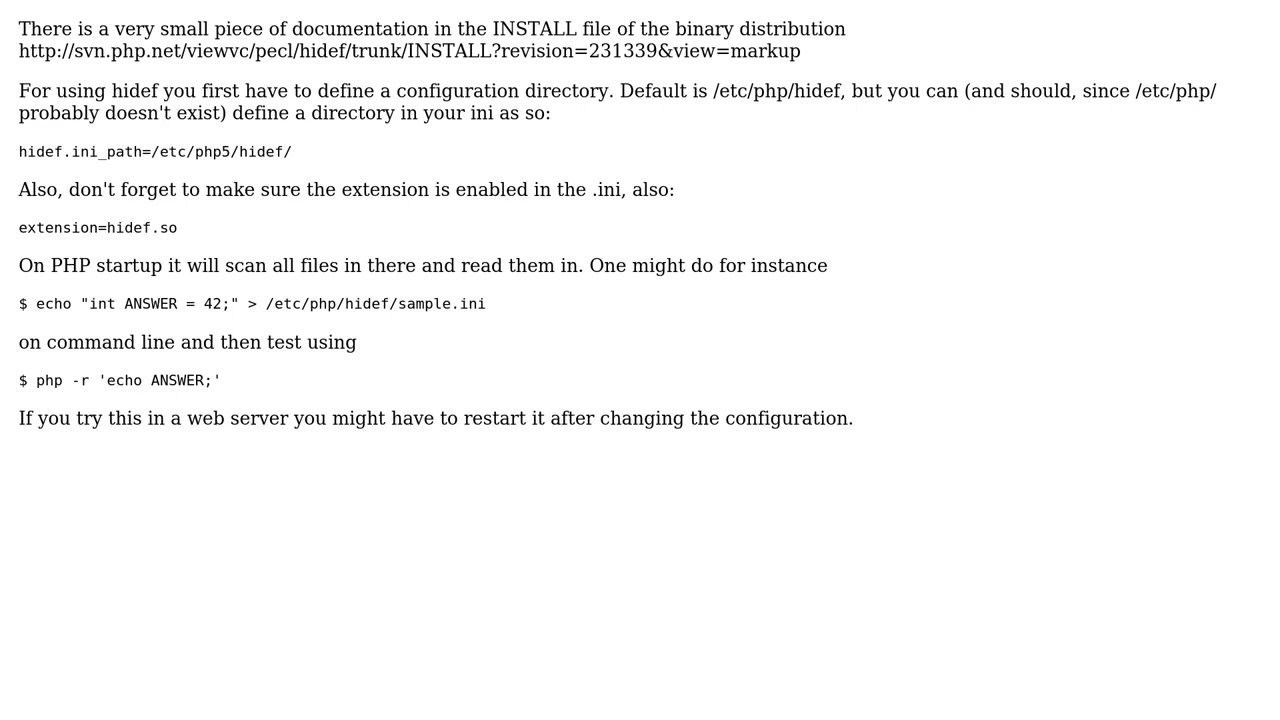 There is a very small piece of documentation in the INSTALL file of the binary distribution
http://svn.php.net/viewvc/pecl/hidef/trunk/INSTALL?revision=231339&view=markup
For using hidef you first have to define a configuration directory. Default is /etc/php/hidef, but you can (and should, since /etc/php/
probably doesn't exist) define a directory in your ini as so:
hidef.ini_path=/etc/php5/hidef/
Also, don't forget to make sure the extension is enabled in the .ini, also:
extension=hidef.so
On PHP startup it will scan all files in there and read them in. One might do for instance
$ echo "int ANSWER = 42;" > /etc/php/hidef/sample.ini
on command line and then test using
$ php -r 'echo ANSWER;'
If you try this in a web server you might have to restart it after changing the configuration.